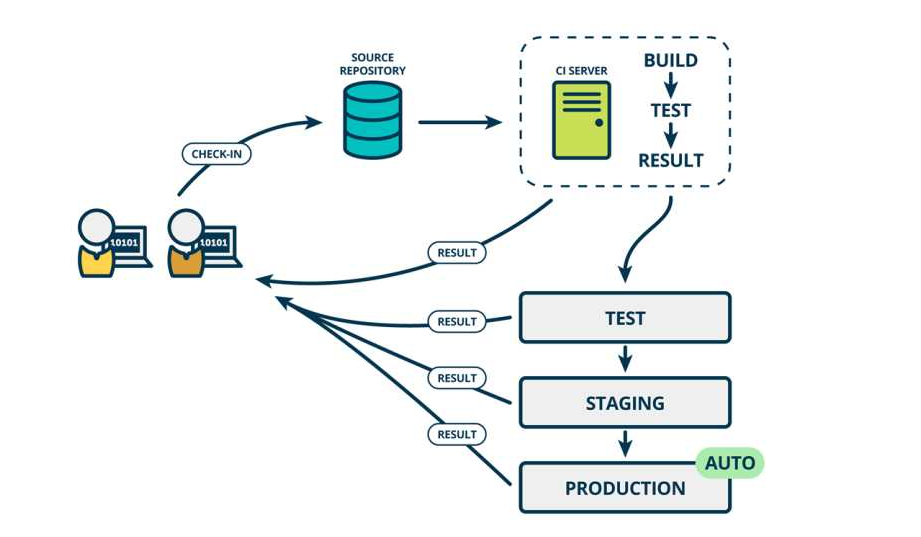 SOURCE
REPOSITORY
CI SERVER
BUILD
TEST
RESULT
CHECK-IN
10101
10101
RESULT
RESULT
TEST
RESULT
STAGING
RESULT
AUTO
PRODUCTION